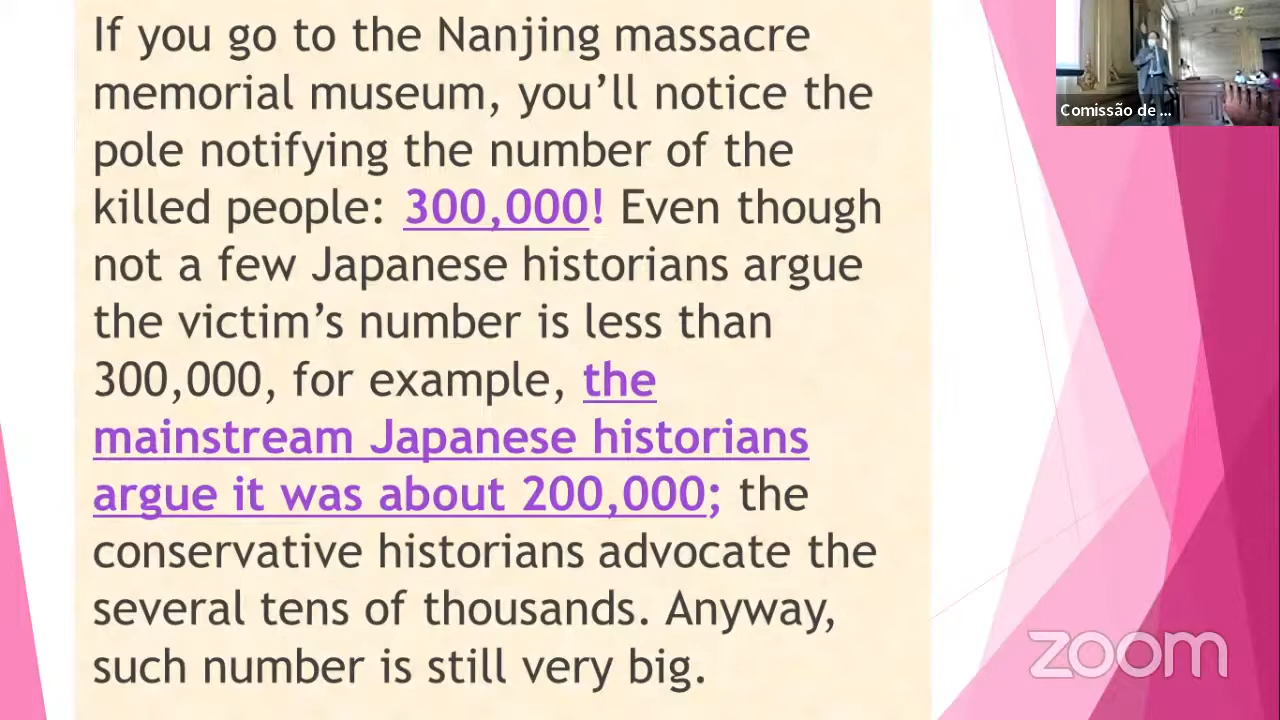 If you go to the Nanjing massacre
memorial museum, you’ll notice the
pole notifying the number of the
killed people: 300,000! Even though
not a few Japanese historians argue
the victim’s number is less than
300,000, for example, the
mainstream Japanese historians
argue it was about 200,000; the
conservative historians advocate the
several tens of thousands. Anyway,
such number is still very big.
Comissão de ...
zoom